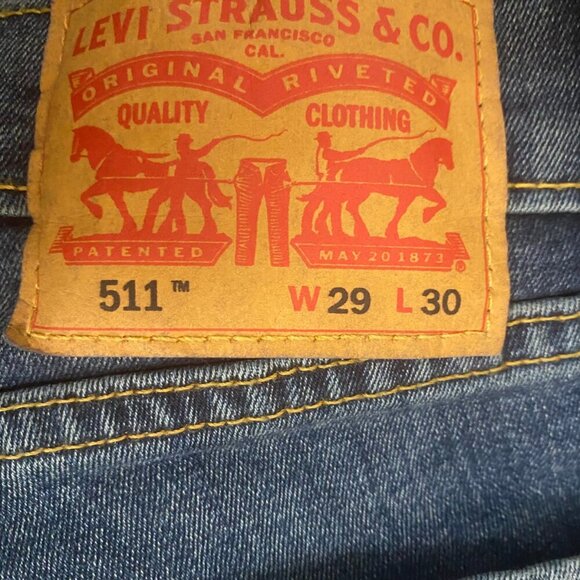 LEVI STRAUSS & CO.
SAN FRANCISCO
CAL.
ORIGINAL RIVETED
QUALITY CLOTHING
PATENTED MAY 20 1873 ®
511™ W 29 L 30